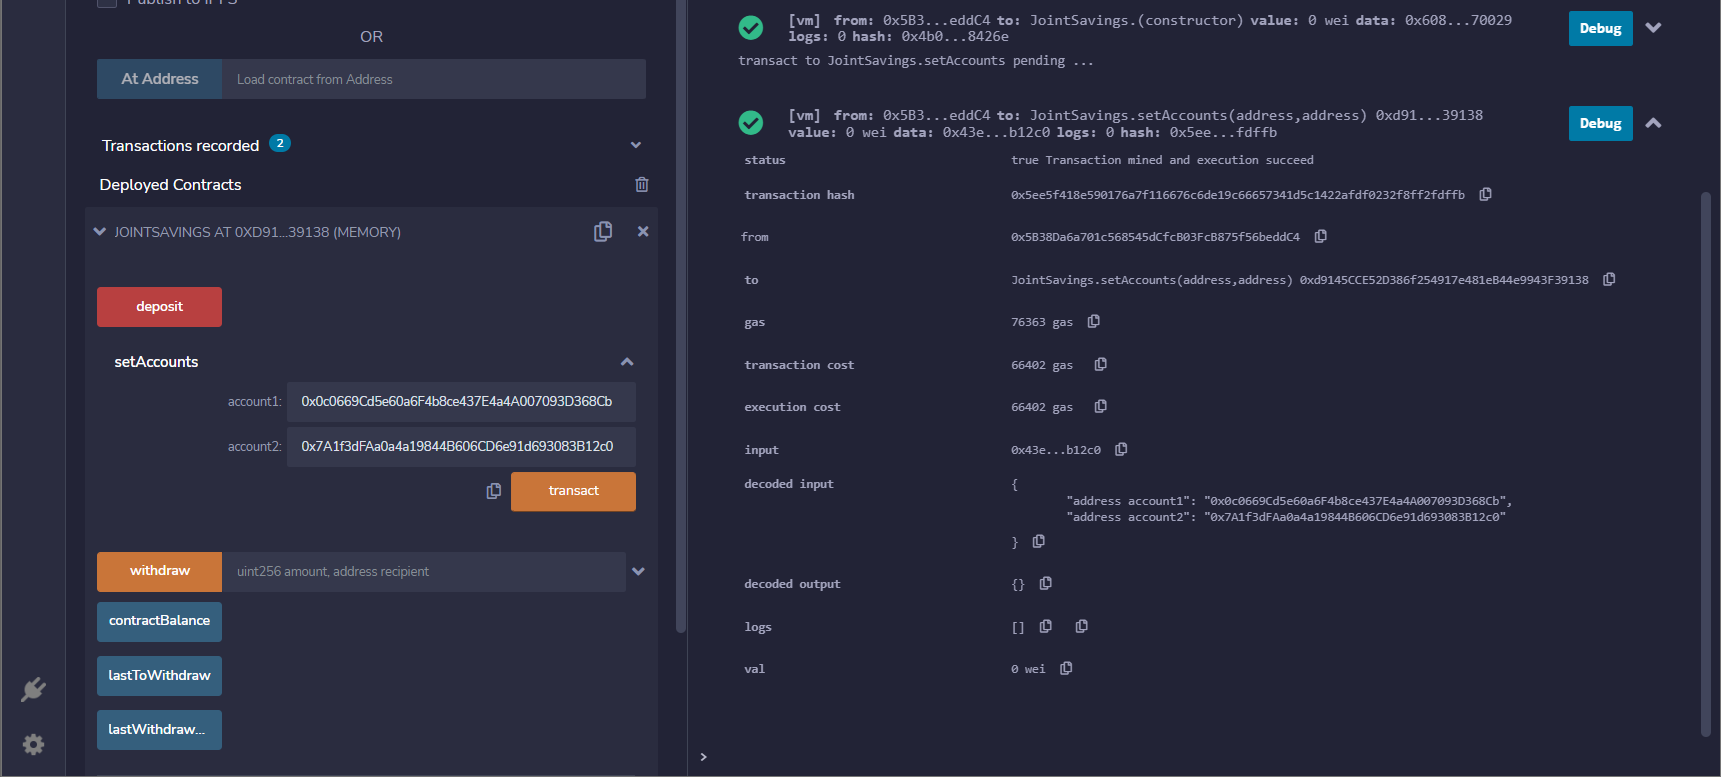 Publish to IPFS
OR
At Address
Load contract from Address
Transactions recorded 2
Deployed Contracts
JOINTSAVINGS AT 0XD91...39138 (MEMORY)
deposit
setAccounts
account1: 0x0c0669Cd5e60a6F4b8ce437E4a4A007093D368Cb
account2: 0x7A1f3dFAa0a4a19844B606CD6e91d693083B12c0
transact
withdraw
uint256 amount, address recipient
contractBalance
lastToWithdraw
lastWithdraw...
[vm] from: 0x5B3...eddC4 to: JointSavings.(constructor) value: 0 wei data: 0x608...70029
logs: 0 hash: 0x4b0...8426e
Debug
transact to JointSavings.setAccounts pending ...
[vm] from: 0x5B3...eddC4 to: JointSavings.setAccounts(address,address) 0xd91...39138
value: 0 wei data: 0x43e...b12c0 logs: 0 hash: 0x5ee...fdffb
Debug
status true Transaction mined and execution succeed
transaction hash 0x5ee5f418e590176a7f116676c6de19c66657341d5c1422afdf0232f8ff2fdffb
from 0x5B38Da6a701c568545dCfcB03FcB875f56beddC4
to JointSavings.setAccounts(address,address) 0xd9145CCE52D386f254917e481eB44e9943F39138
gas 76363 gas
transaction cost 66402 gas
execution cost 66402 gas
input 0x43e...b12c0
decoded input {
"address account1": "0x0c0669Cd5e60a6F4b8ce437E4a4A007093D368Cb",
"address account2": "0x7A1f3dFAa0a4a19844B606CD6e91d693083B12c0"
}
decoded output {}
logs []
val 0 wei
>